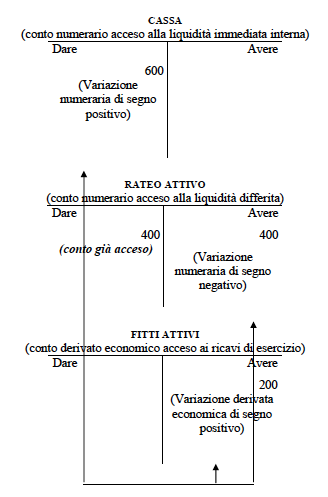 CASSA
(conto numerario acceso alla liquidità immediata interna)
Dare Avere
600
(Variazione
numeraria di segno
positivo)
RATEO ATTIVO
(conto numerario acceso alla liquidità differita)
Dare Avere
400 400
(conto già acceso)
(Variazione
numeraria di segno
negativo)
FITTI ATTIVI
(conto derivato economico acceso ai ricavi di esercizio)
Dare Avere
200
(Variazione derivata
economica di segno
positivo)